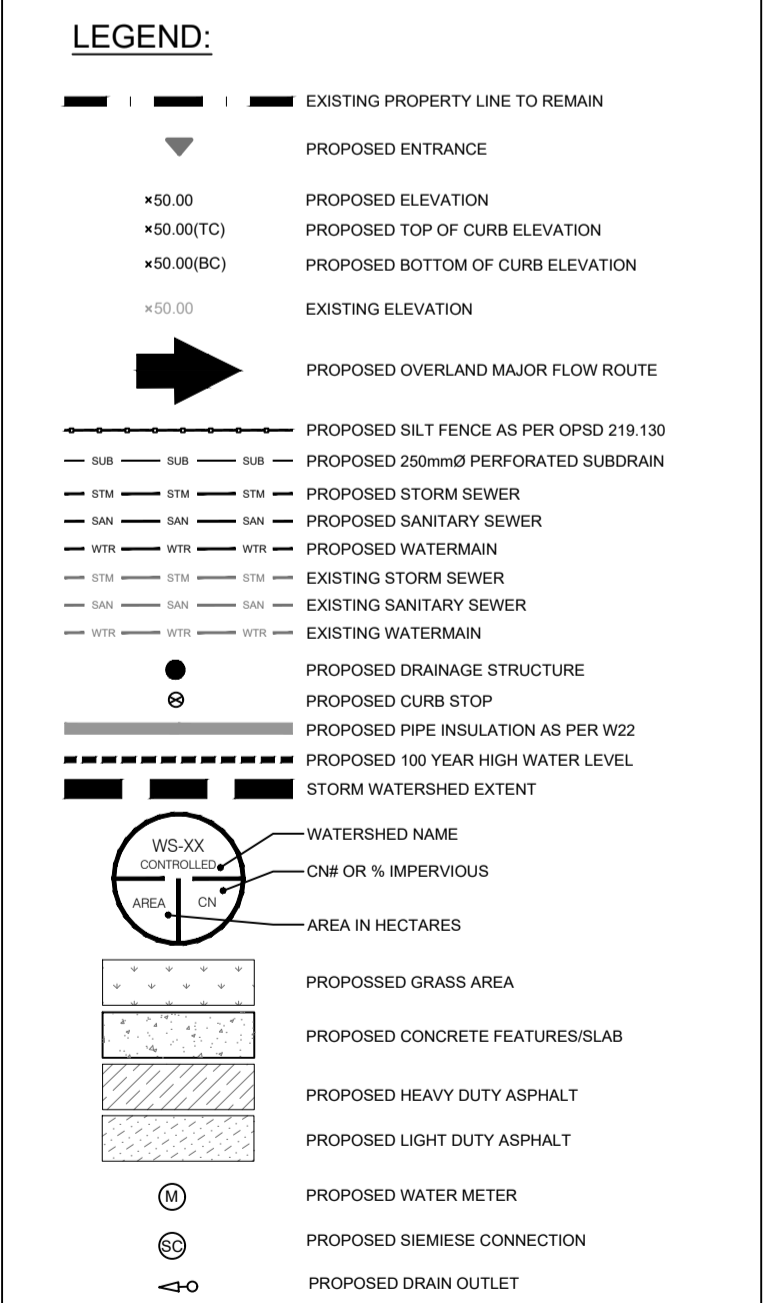 LEGEND:
EXISTING PROPERTY LINE TO REMAIN
PROPOSED ENTRANCE
×50.00 PROPOSED ELEVATION
×50.00(TC) PROPOSED TOP OF CURB ELEVATION
×50.00(BC) PROPOSED BOTTOM OF CURB ELEVATION
×50.00 EXISTING ELEVATION
PROPOSED OVERLAND MAJOR FLOW ROUTE
PROPOSED SILT FENCE AS PER OPSD 219.130
SUB SUB SUB PROPOSED 250mmØ PERFORATED SUBDRAIN
STM STM STM PROPOSED STORM SEWER
SAN SAN SAN PROPOSED SANITARY SEWER
WTR WTR WTR PROPOSED WATERMAIN
STM STM STM EXISTING STORM SEWER
SAN SAN SAN EXISTING SANITARY SEWER
WTR WTR WTR EXISTING WATERMAIN
PROPOSED DRAINAGE STRUCTURE
PROPOSED CURB STOP
PROPOSED PIPE INSULATION AS PER W22
PROPOSED 100 YEAR HIGH WATER LEVEL
STORM WATERSHED EXTENT
WS-XX WATERSHED NAME
CONTROLLED
CN# OR % IMPERVIOUS
AREA CN
AREA IN HECTARES
PROPOSSED GRASS AREA
PROPOSED CONCRETE FEATURES/SLAB
PROPOSED HEAVY DUTY ASPHALT
PROPOSED LIGHT DUTY ASPHALT
M PROPOSED WATER METER
SC PROPOSED SIEMIESE CONNECTION
PROPOSED DRAIN OUTLET